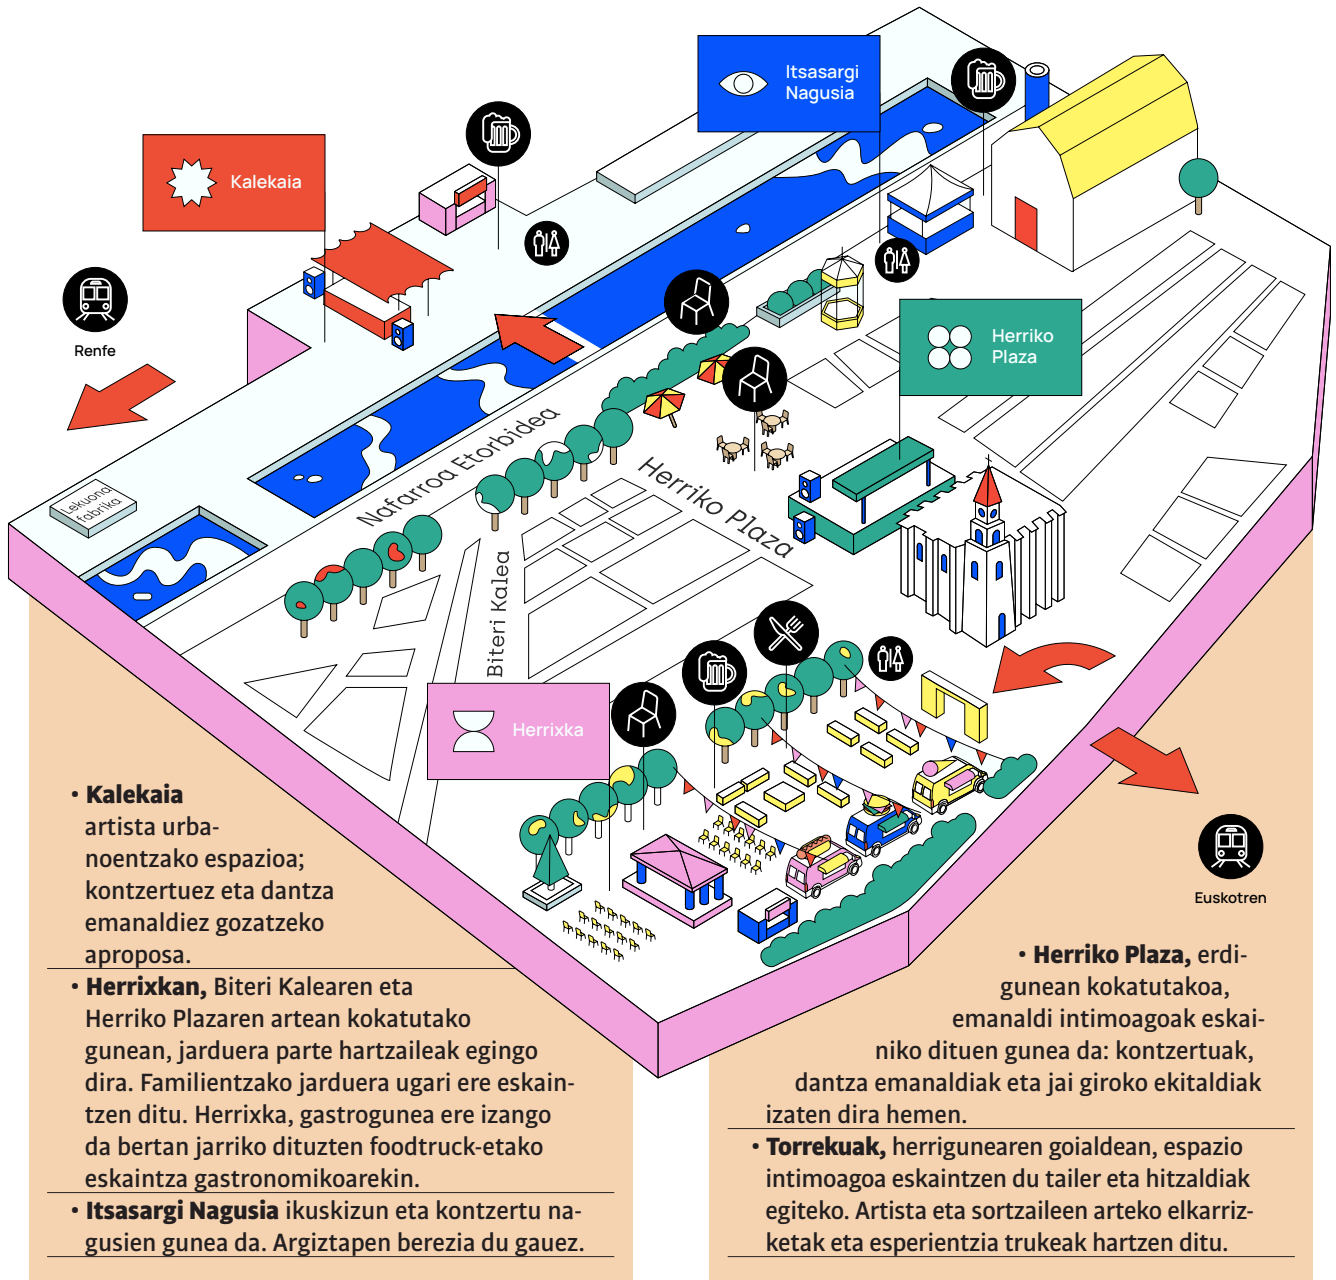 Itsasargi
Nagusia
Kalekaia
Renfe
Herriko
Plaza
Lekuona
fabrika
Nafarroa Etorbidea
Herriko Plaza
Biteri Kalea
Herrixka
Euskotren
• Kalekaia
artista urba-
noentzako espazioa;
kontzertuez eta dantza
emanaldiez gozatzeko
aproposa.
• Herrixkan, Biteri Kalearen eta
Herriko Plazaren artean kokatutako
gunean, jarduera parte hartzaileak egingo
dira. Familientzako jarduera ugari ere eskain-
tzen ditu. Herrixka, gastrogunea ere izango
da bertan jarriko dituzten foodtruck-etako
eskaintza gastronomikoarekin.
• Itsasargi Nagusia ikuskizun eta kontzertu na-
gusien gunea da. Argiztapen berezia du gauez.
• Herriko Plaza, erdi-
gunean kokatutakoa,
emanaldi intimoagoak eskai-
niko dituen gunea da: kontzertuak,
dantza emanaldiak eta jai giroko ekitaldiak
izaten dira hemen.
• Torrekuak, herrigunearen goialdean, espazio
intimoagoa eskaintzen du tailer eta hitzaldiak
egiteko. Artista eta sortzaileen arteko elkarriz-
ketak eta esperientzia trukeak hartzen ditu.